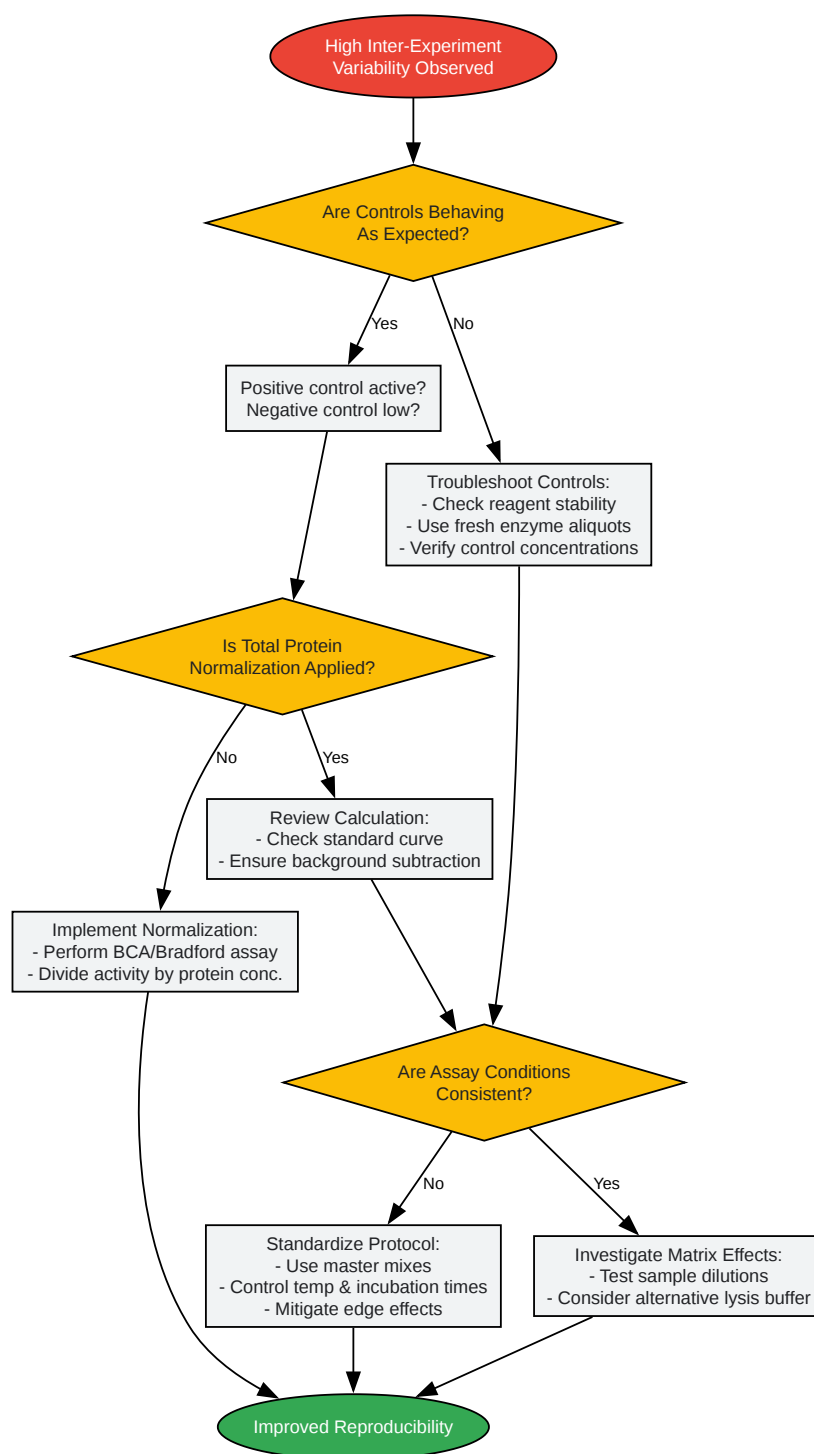 High Inter-Experiment
Variability Observed
Are Controls Behaving
As Expected?
Yes
No
Positive control active?
Negative control low?
Troubleshoot Controls:
- Check reagent stability
- Use fresh enzyme aliquots
- Verify control concentrations
Is Total Protein
Normalization Applied?
No
Yes
Review Calculation:
- Check standard curve
- Ensure background subtraction
Implement Normalization:
- Perform BCA/Bradford assay
- Divide activity by protein conc.
Are Assay Conditions
Consistent?
No
Yes
Standardize Protocol:
- Use master mixes
- Control temp & incubation times
- Mitigate edge effects
Investigate Matrix Effects:
- Test sample dilutions
- Consider alternative lysis buffer
Improved Reproducibility